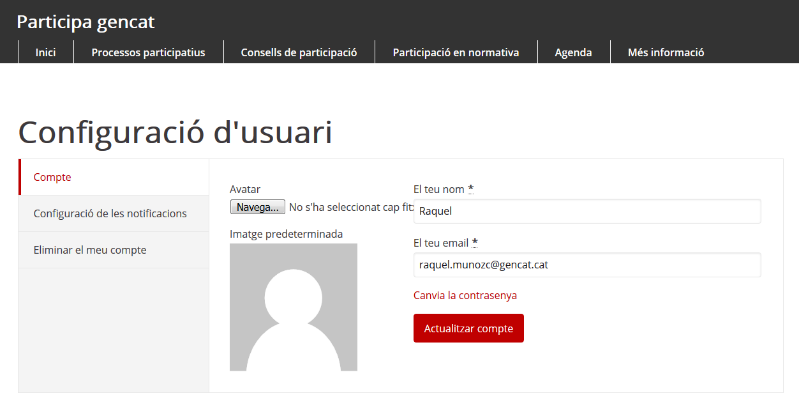 Participa gencat
Inici Processos participatius Consells de participació Participació en normativa Agenda Més informació
Configuració d'usuari
Compte
Configuració de les notificacions
Eliminar el meu compte
Avatar
Navega... No s'ha seleccionat cap fit
Imatge predeterminada
El teu nom *
Raquel
El teu email *
raquel.munozc@gencat.cat
Canvia la contrasenya
Actualitzar compte